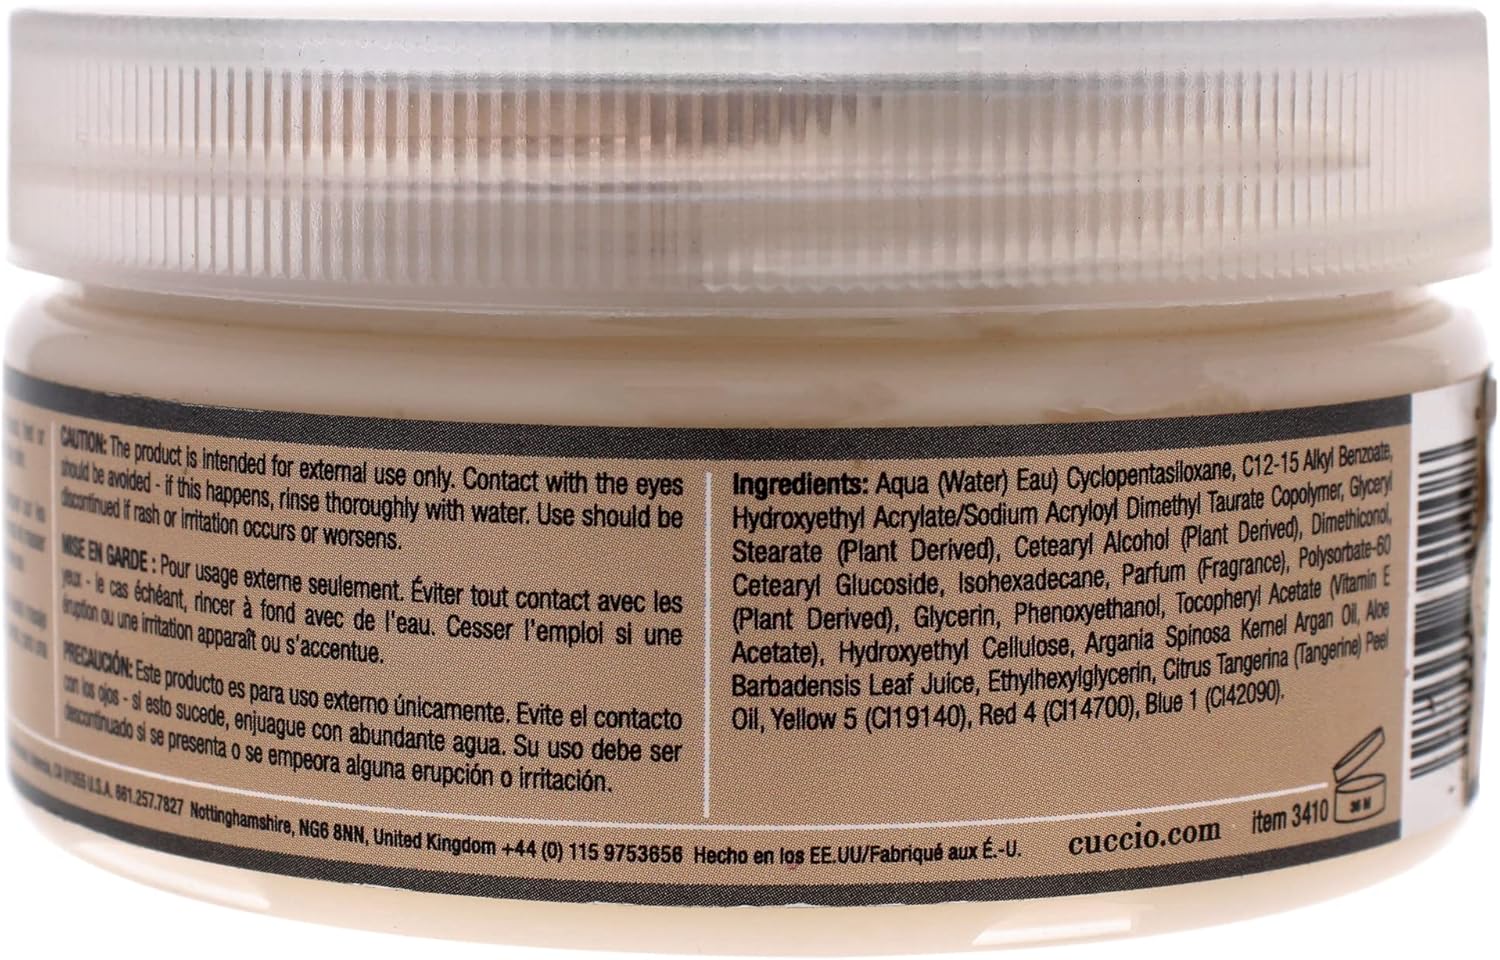 CAUTION: The product is intended for external use only. Contact with the eyes
should be avoided - if this happens, rinse thoroughly with water. Use should be
discontinued if rash or irritation occurs or worsens.
MISE EN GARDE : Pour usage externe seulement. Éviter tout contact avec les
yeux - le cas échéant, rincer à fond avec de l'eau. Cesser l'emploi si une
éruption ou une irritation apparaît ou s'accentue.
PRECAUCIÓN: Este producto es para uso externo únicamente. Evite el contacto
con los ojos - si esto sucede, enjuague con abundante agua. Su uso debe ser
descontinuado si se presenta o se empeora alguna erupción o irritación.
Ingredients: Aqua (Water) Eau) Cyclopentasiloxane, C12-15 Alkyl Benzoate,
Hydroxyethyl Acrylate/Sodium Acryloyl Dimethyl Taurate Copolymer, Glyceryl
Stearate (Plant Derived), Cetearyl Alcohol (Plant Derived), Dimethiconol,
Cetearyl Glucoside, Isohexadecane, Parfum (Fragrance), Polysorbate-60
(Plant Derived), Glycerin, Phenoxyethanol, Tocopheryl Acetate (Vitamin E
Acetate), Hydroxyethyl Cellulose, Argania Spinosa Kernel Argan Oil, Aloe
Barbadensis Leaf Juice, Ethylhexylglycerin, Citrus Tangerina (Tangerine) Peel
Oil, Yellow 5 (CI19140), Red 4 (CI14700), Blue 1 (CI42090).
CA 91355 U.S.A. 661.257.7827 Nottinghamshire, NG6 8NN, United Kingdom +44 (0) 115 9753656 Hecho en los EE.UU/Fabriqué aux É.-U.
cuccio.com
item 3410
36 M